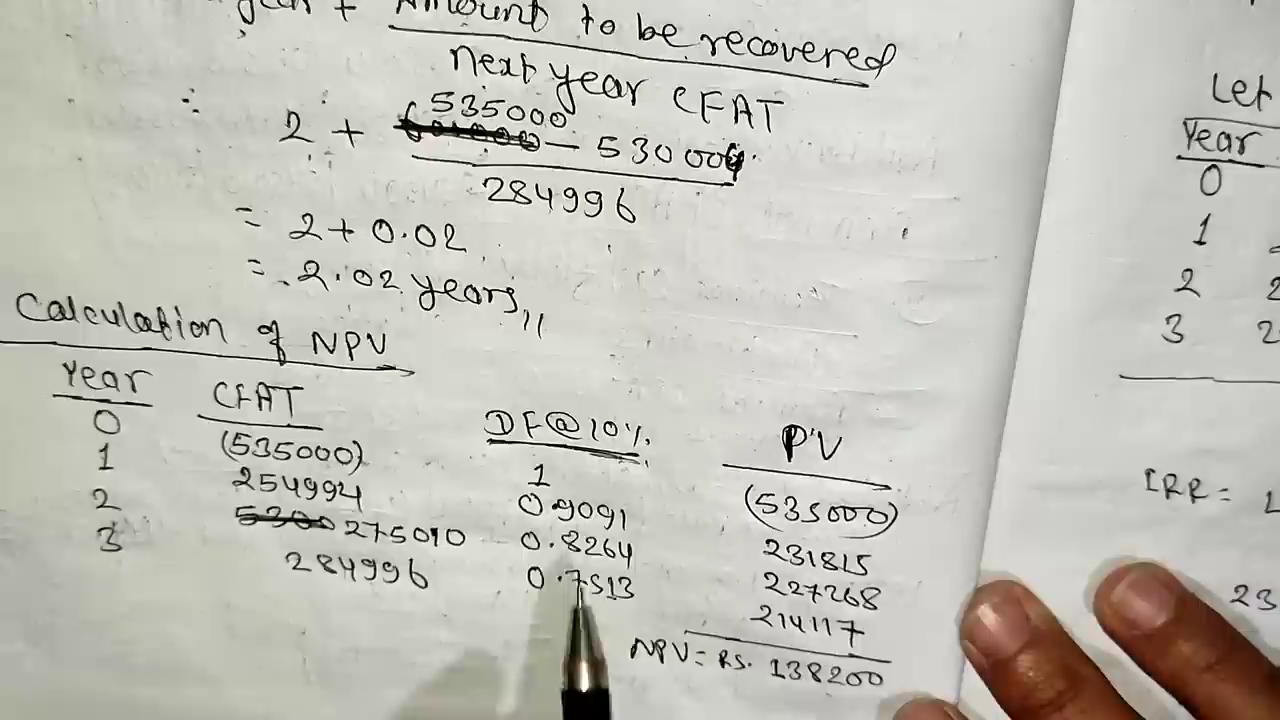 year + Amount to be recovered
next year CFAT
∴ 2 + 535000 - 530004
284996
= 2 + 0.02
= 2.02 years,,
Calculation of NPV
Year CFAT DF@10% PV
0 (535000) 1 (535000)
1 254994 0.9091 231815
2 275010 0.8264 227268
3 284996 0.7513 214117
NPV = RS. 138200
Let
Year
0
1
2
3
IRR =
23